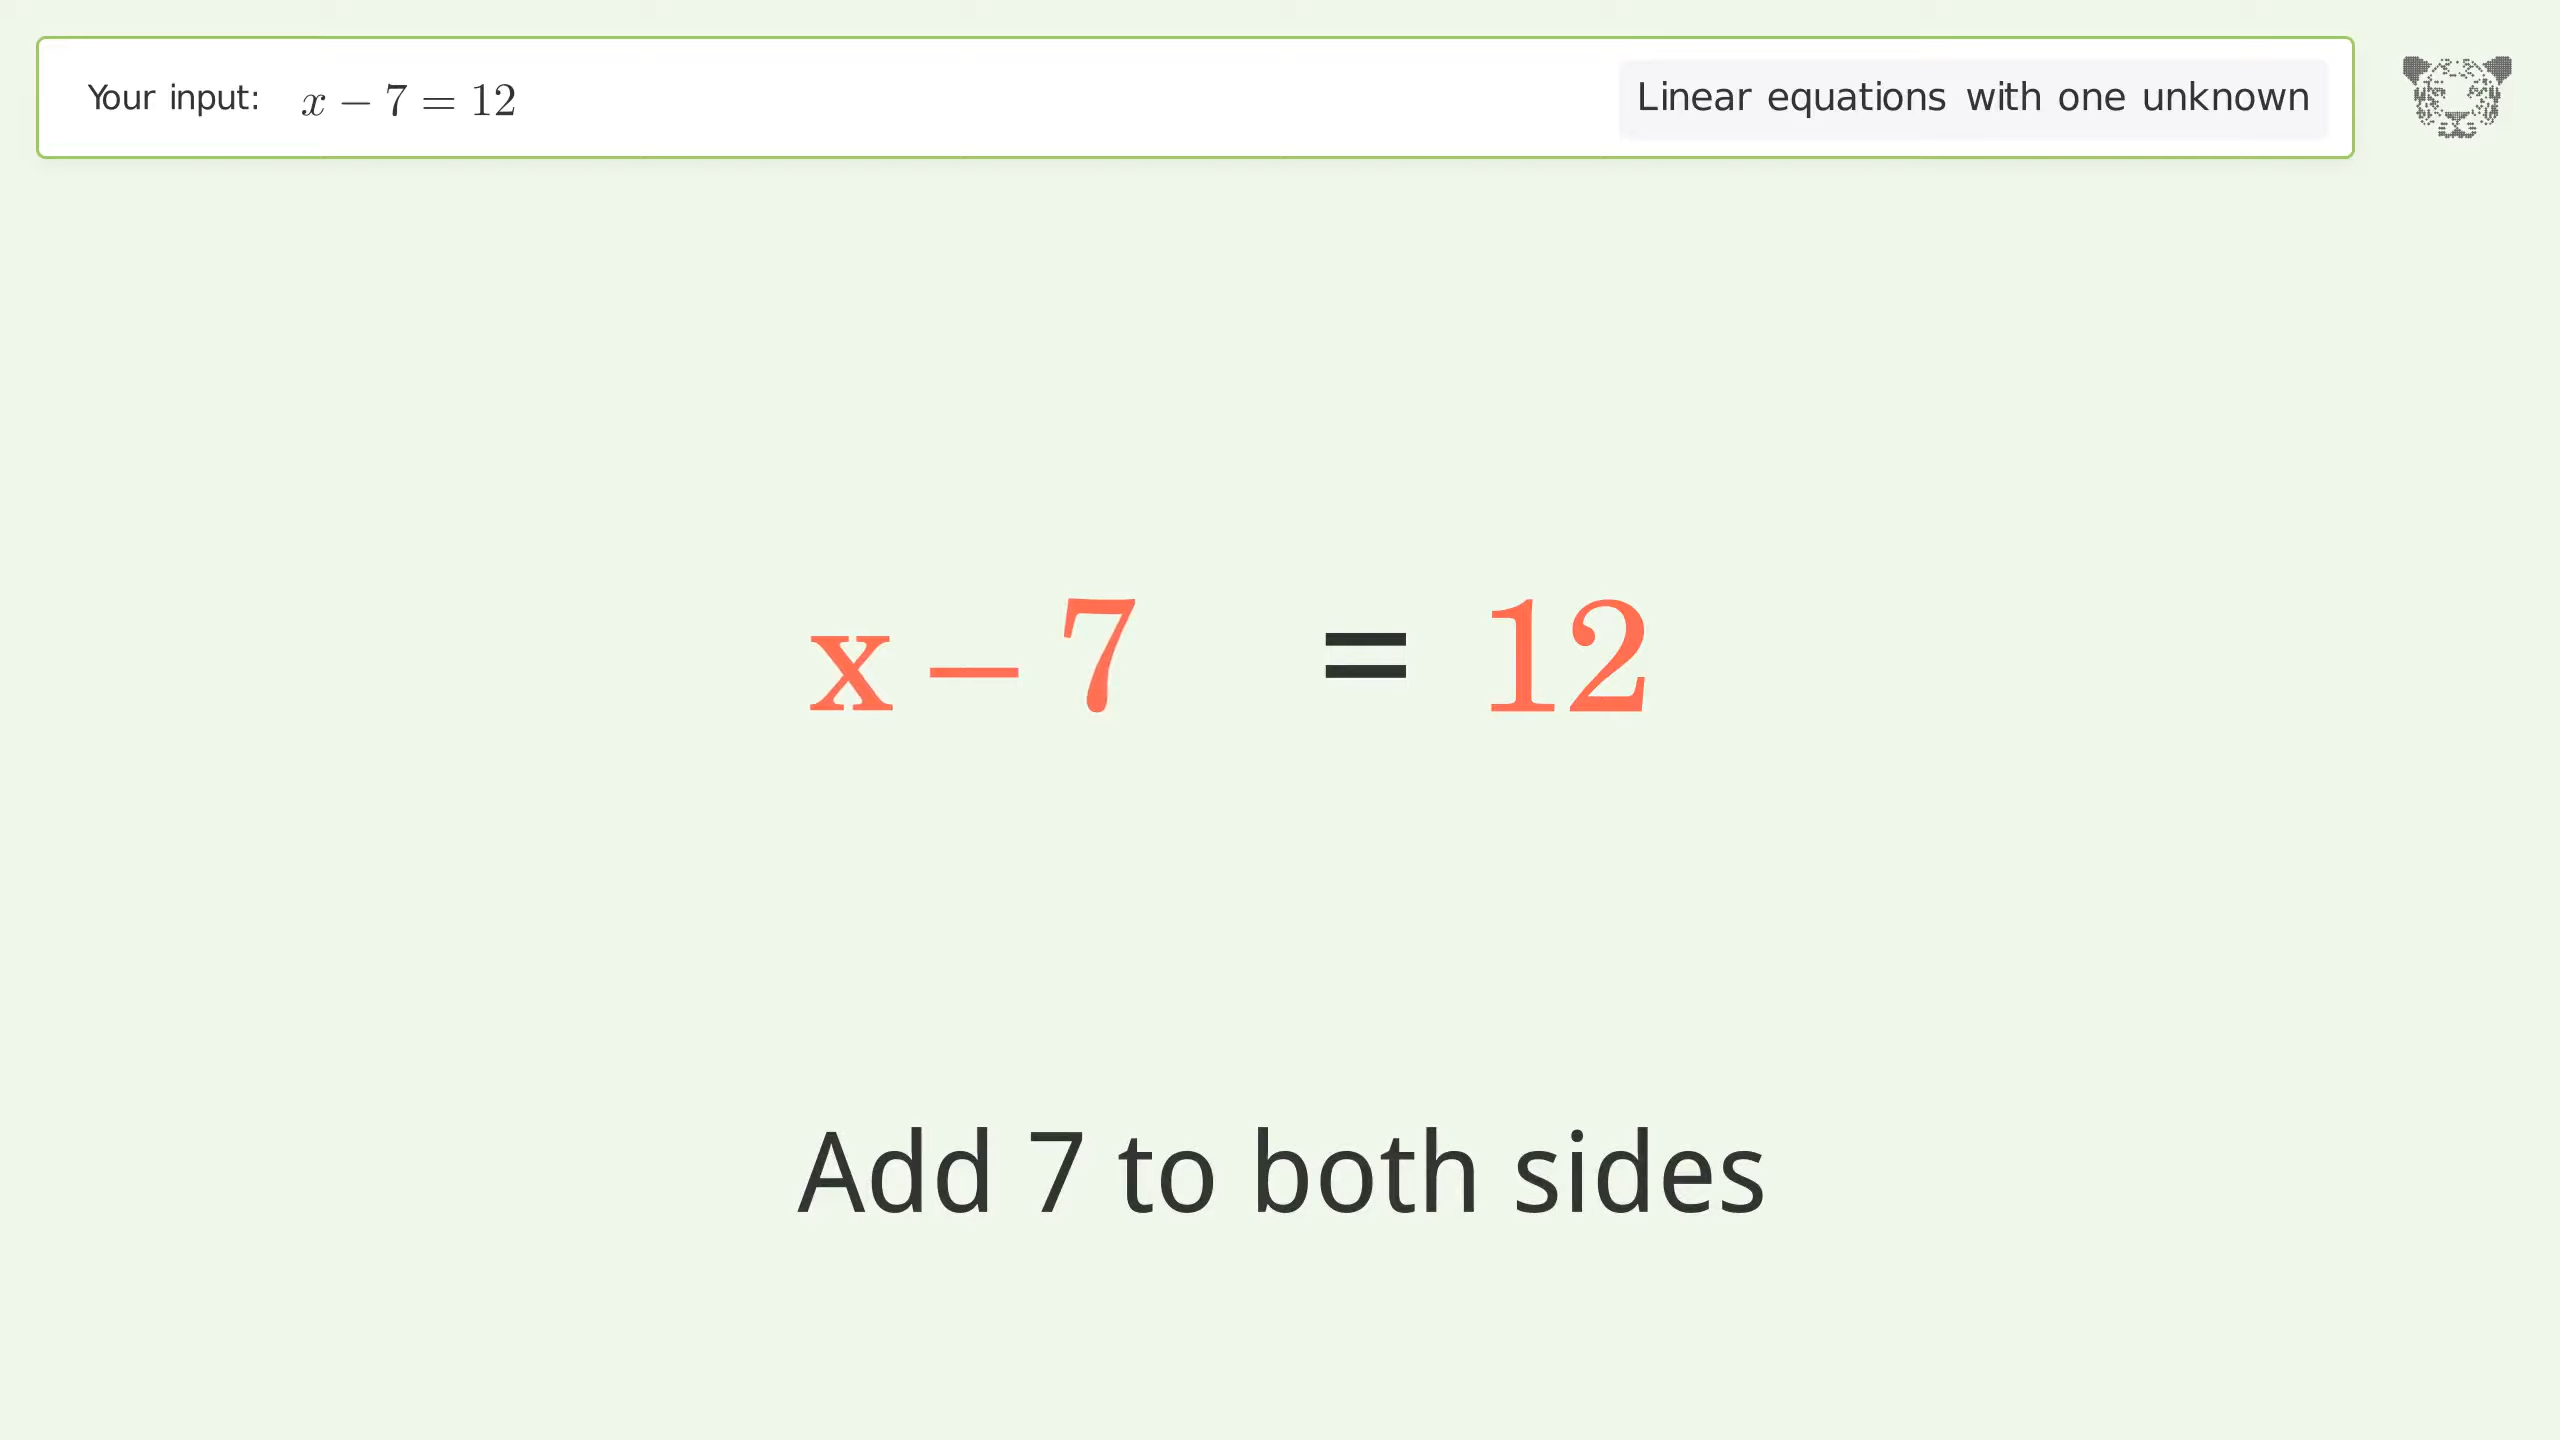 Your input: x − 7 = 12
Linear equations with one unknown
x − 7 = 12
Add 7 to both sides